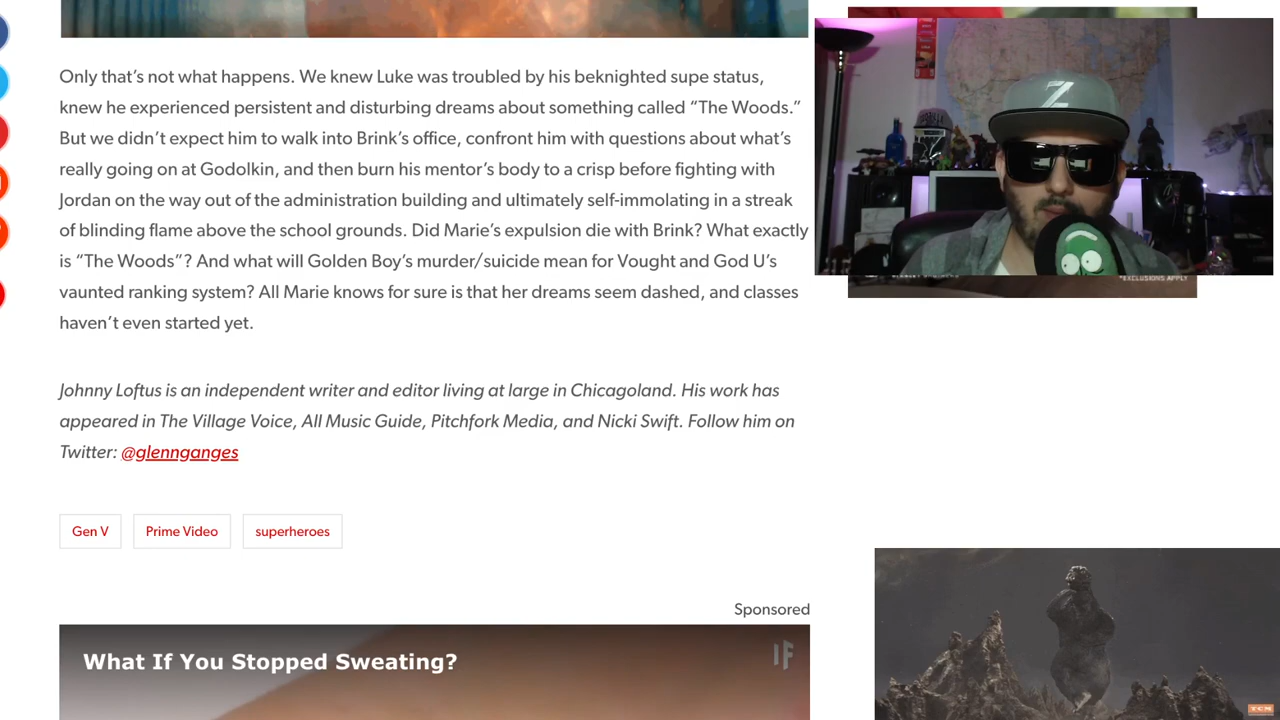 Only that’s not what happens. We knew Luke was troubled by his beknighted supe status,
knew he experienced persistent and disturbing dreams about something called “The Woods.”
But we didn’t expect him to walk into Brink’s office, confront him with questions about what’s
really going on at Godolkin, and then burn his mentor’s body to a crisp before fighting with
Jordan on the way out of the administration building and ultimately self-immolating in a streak
of blinding flame above the school grounds. Did Marie’s expulsion die with Brink? What exactly
is “The Woods”? And what will Golden Boy’s murder/suicide mean for Vought and God U’s
vaunted ranking system? All Marie knows for sure is that her dreams seem dashed, and classes
haven’t even started yet.
Johnny Loftus is an independent writer and editor living at large in Chicagoland. His work has
appeared in The Village Voice, All Music Guide, Pitchfork Media, and Nicki Swift. Follow him on
Twitter: @glennganges
Gen V
Prime Video
superheroes
Sponsored
What If You Stopped Sweating?
IF
Z
*EXCLUSIONS APPLY
TCM